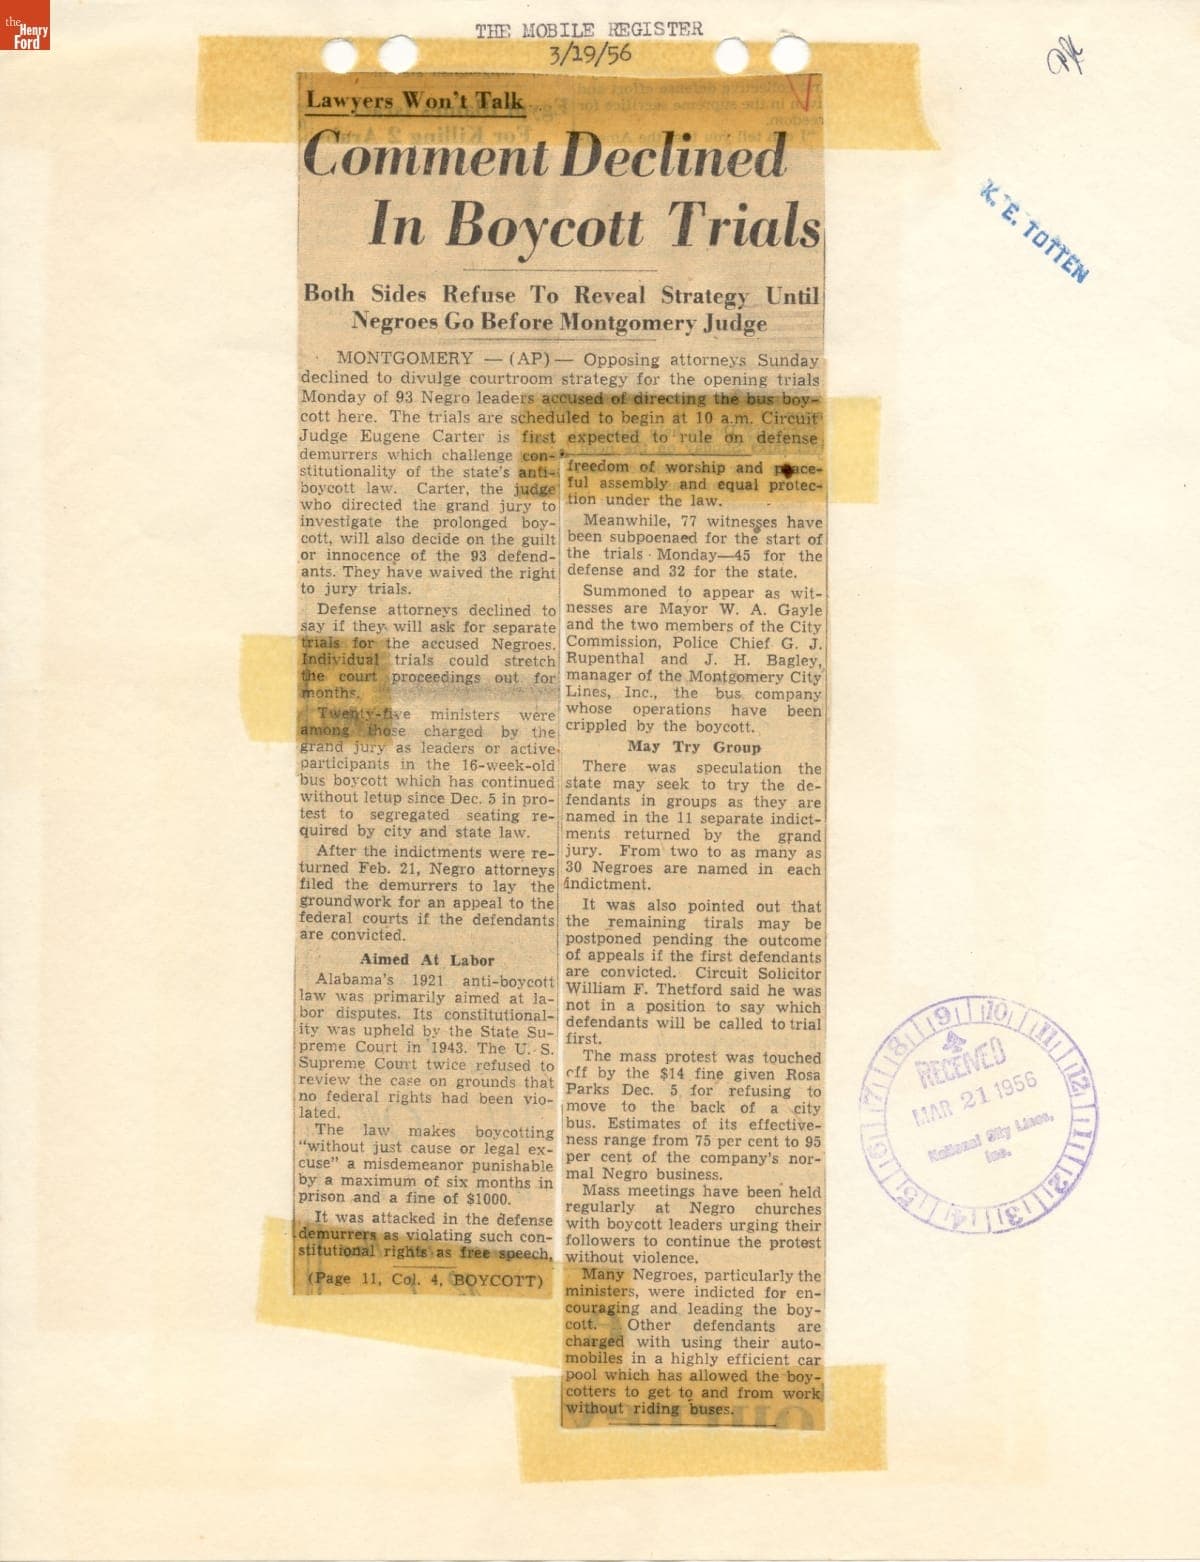 the
Henry
Ford
THE MOBILE REGISTER
3/19/56
K. E. TOTTEN
Lawyers Won't Talk
Comment Declined
In Boycott Trials
Both Sides Refuse To Reveal Strategy Until
Negroes Go Before Montgomery Judge
MONTGOMERY — (AP) — Opposing attorneys Sunday
declined to divulge courtroom strategy for the opening trials
Monday of 93 Negro leaders accused of directing the bus boy-
cott here. The trials are scheduled to begin at 10 a.m. Circuit
Judge Eugene Carter is first expected to rule on defense
demurrers which challenge con-
stitutionality of the state's anti-
boycott law. Carter, the judge
who directed the grand jury to
investigate the prolonged boy-
cott, will also decide on the guilt
or innocence of the 93 defend-
ants. They have waived the right
to jury trials.
Defense attorneys declined to
say if they will ask for separate
trials for the accused Negroes.
Individual trials could stretch
the court proceedings out for
months.
Twenty-five ministers were
among those charged by the
grand jury as leaders or active
participants in the 16-week-old
bus boycott which has continued
without letup since Dec. 5 in pro-
test to segregated seating re-
quired by city and state law.
After the indictments were re-
turned Feb. 21, Negro attorneys
filed the demurrers to lay the
groundwork for an appeal to the
federal courts if the defendants
are convicted.
Aimed At Labor
Alabama's 1921 anti-boycott
law was primarily aimed at la-
bor disputes. Its constitutional-
ity was upheld by the State Su-
preme Court in 1943. The U. S.
Supreme Court twice refused to
review the case on grounds that
no federal rights had been vio-
lated.
The law makes boycotting
"without just cause or legal ex-
cuse" a misdemeanor punishable
by a maximum of six months in
prison and a fine of $1000.
It was attacked in the defense
demurrers as violating such con-
stitutional rights as free speech,
(Page 11, Col. 4, BOYCOTT)
freedom of worship and peace-
ful assembly and equal protec-
tion under the law.
Meanwhile, 77 witnesses have
been subpoenaed for the start of
the trials Monday—45 for the
defense and 32 for the state.
Summoned to appear as wit-
nesses are Mayor W. A. Gayle
and the two members of the City
Commission, Police Chief G. J.
Rupenthal and J. H. Bagley,
manager of the Montgomery City
Lines, Inc., the bus company
whose operations have been
crippled by the boycott.
May Try Group
There was speculation the
state may seek to try the de-
fendants in groups as they are
named in the 11 separate indict-
ments returned by the grand
jury. From two to as many as
30 Negroes are named in each
indictment.
It was also pointed out that
the remaining tirals may be
postponed pending the outcome
of appeals if the first defendants
are convicted. Circuit Solicitor
William F. Thetford said he was
not in a position to say which
defendants will be called to trial
first.
The mass protest was touched
off by the $14 fine given Rosa
Parks Dec. 5 for refusing to
move to the back of a city
bus. Estimates of its effective-
ness range from 75 per cent to 95
per cent of the company's nor-
mal Negro business.
Mass meetings have been held
regularly at Negro churches
with boycott leaders urging their
followers to continue the protest
without violence.
Many Negroes, particularly the
ministers, were indicted for en-
couraging and leading the boy-
cott. Other defendants are
charged with using their auto-
mobiles in a highly efficient car
pool which has allowed the boy-
cotters to get to and from work
without riding buses.
9 10 11 12 1 2 3 4 5 6 7 8
RECEIVED
MAR 21 1956
National City Lines,
Inc.